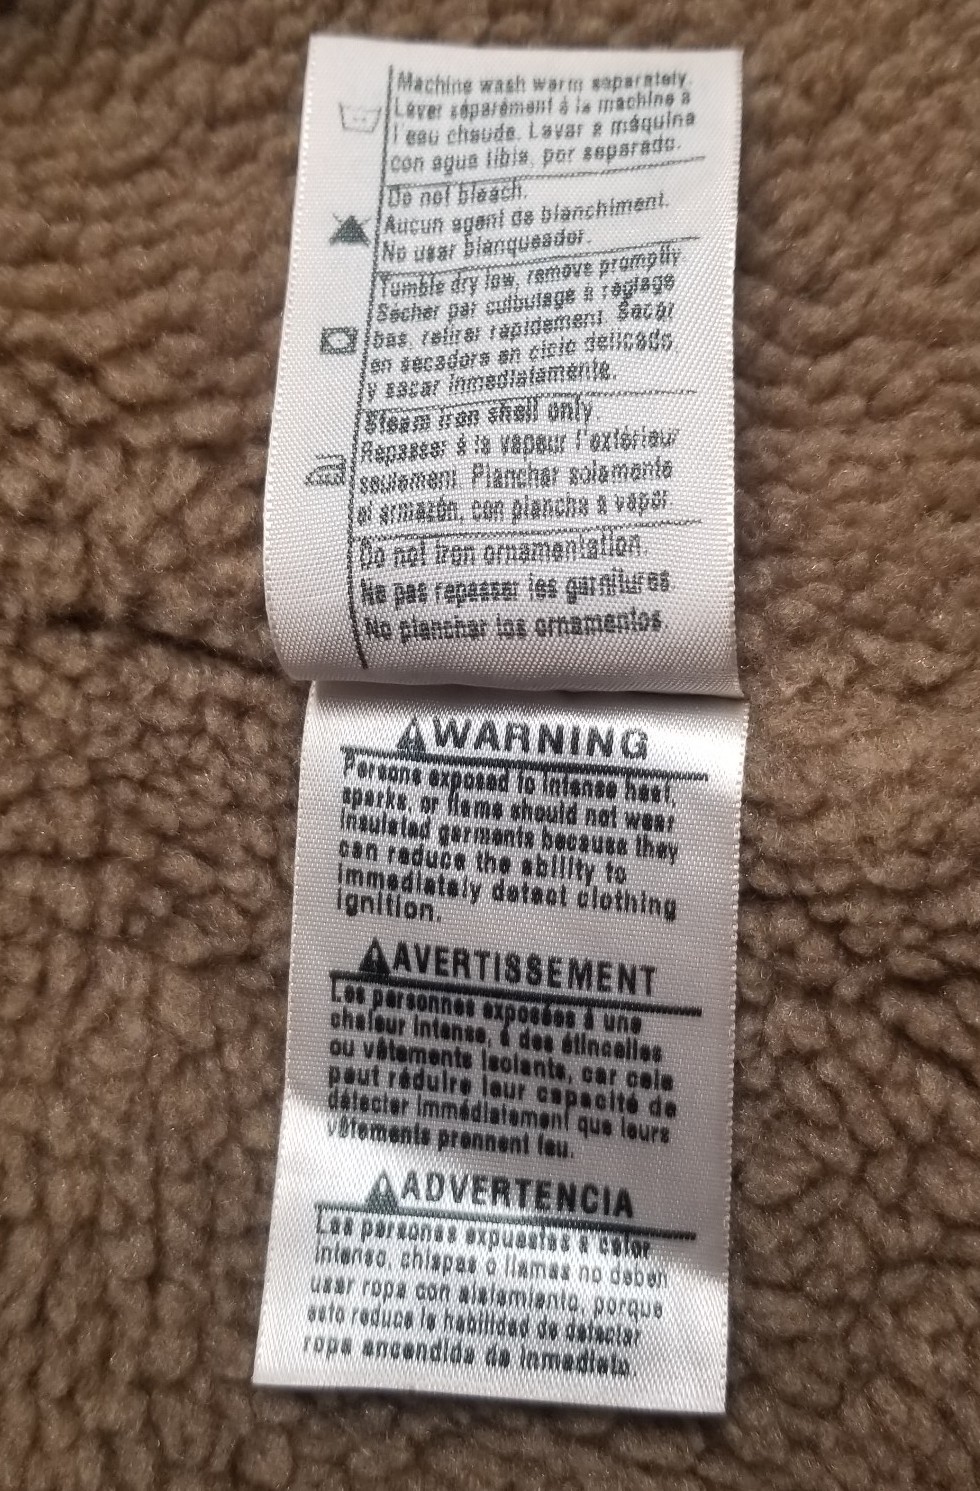 Machine wash warm separately.
Laver séparément à la machine à
l'eau chaude. Lavar a máquina
con agua tibia, por separado.
Do not bleach.
Aucun agent de blanchiment.
No usar blanqueador.
Tumble dry low, remove promptly
Sécher par culbutage à réglage
bas, retirer rapidement. Secar
en secadora en ciclo delicado
y sacar inmediatamente.
Steam iron shell only
Repasser à la vapeur l'extérieur
seulement. Planchar solamente
el armazón, con plancha a vapor.
Do not iron ornamentation.
Ne pas repasser les garnitures.
No planchar los ornamentos.
WARNING
Persons exposed to intense heat,
sparks, or flame should not wear
insulated garments because they
can reduce the ability to
immediately detect clothing
ignition.
AVERTISSEMENT
Les personnes exposées à une
chaleur intense, à des étincelles
ou vêtements isolants, car cela
peut réduire leur capacité de
détecter immédiatement que leurs
vêtements prennent feu.
ADVERTENCIA
Las personas expuestas a calor
intenso, chispas o llamas no deben
usar ropa con aislamiento, porque
esto reduce la habilidad de detectar
ropa encendida de inmediato.